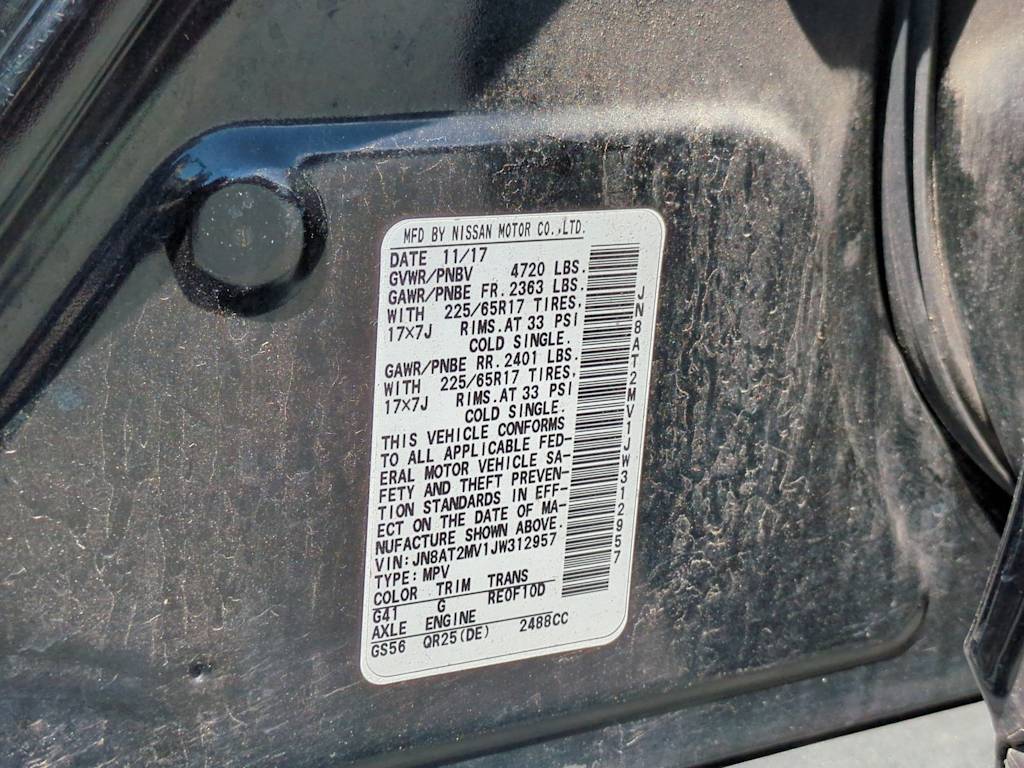 MFD BY NISSAN MOTOR CO.,LTD.
DATE 11/17
GVWR/PNBV 4720 LBS.
GAWR/PNBE FR. 2363 LBS.
WITH 225/65R17 TIRES,
17×7J RIMS.AT 33 PSI
COLD SINGLE.
GAWR/PNBE RR. 2401 LBS.
WITH 225/65R17 TIRES,
17×7J RIMS.AT 33 PSI
COLD SINGLE.
THIS VEHICLE CONFORMS
TO ALL APPLICABLE FED-
ERAL MOTOR VEHICLE SA-
FETY AND THEFT PREVEN-
TION STANDARDS IN EFF-
ECT ON THE DATE OF MA-
NUFACTURE SHOWN ABOVE.
VIN:JN8AT2MV1JW312957
TYPE:MPV
COLOR TRIM TRANS
G41 G RE0F10D
AXLE ENGINE
GS56 QR25(DE) 2488CC
JN8AT2MV1JW312957